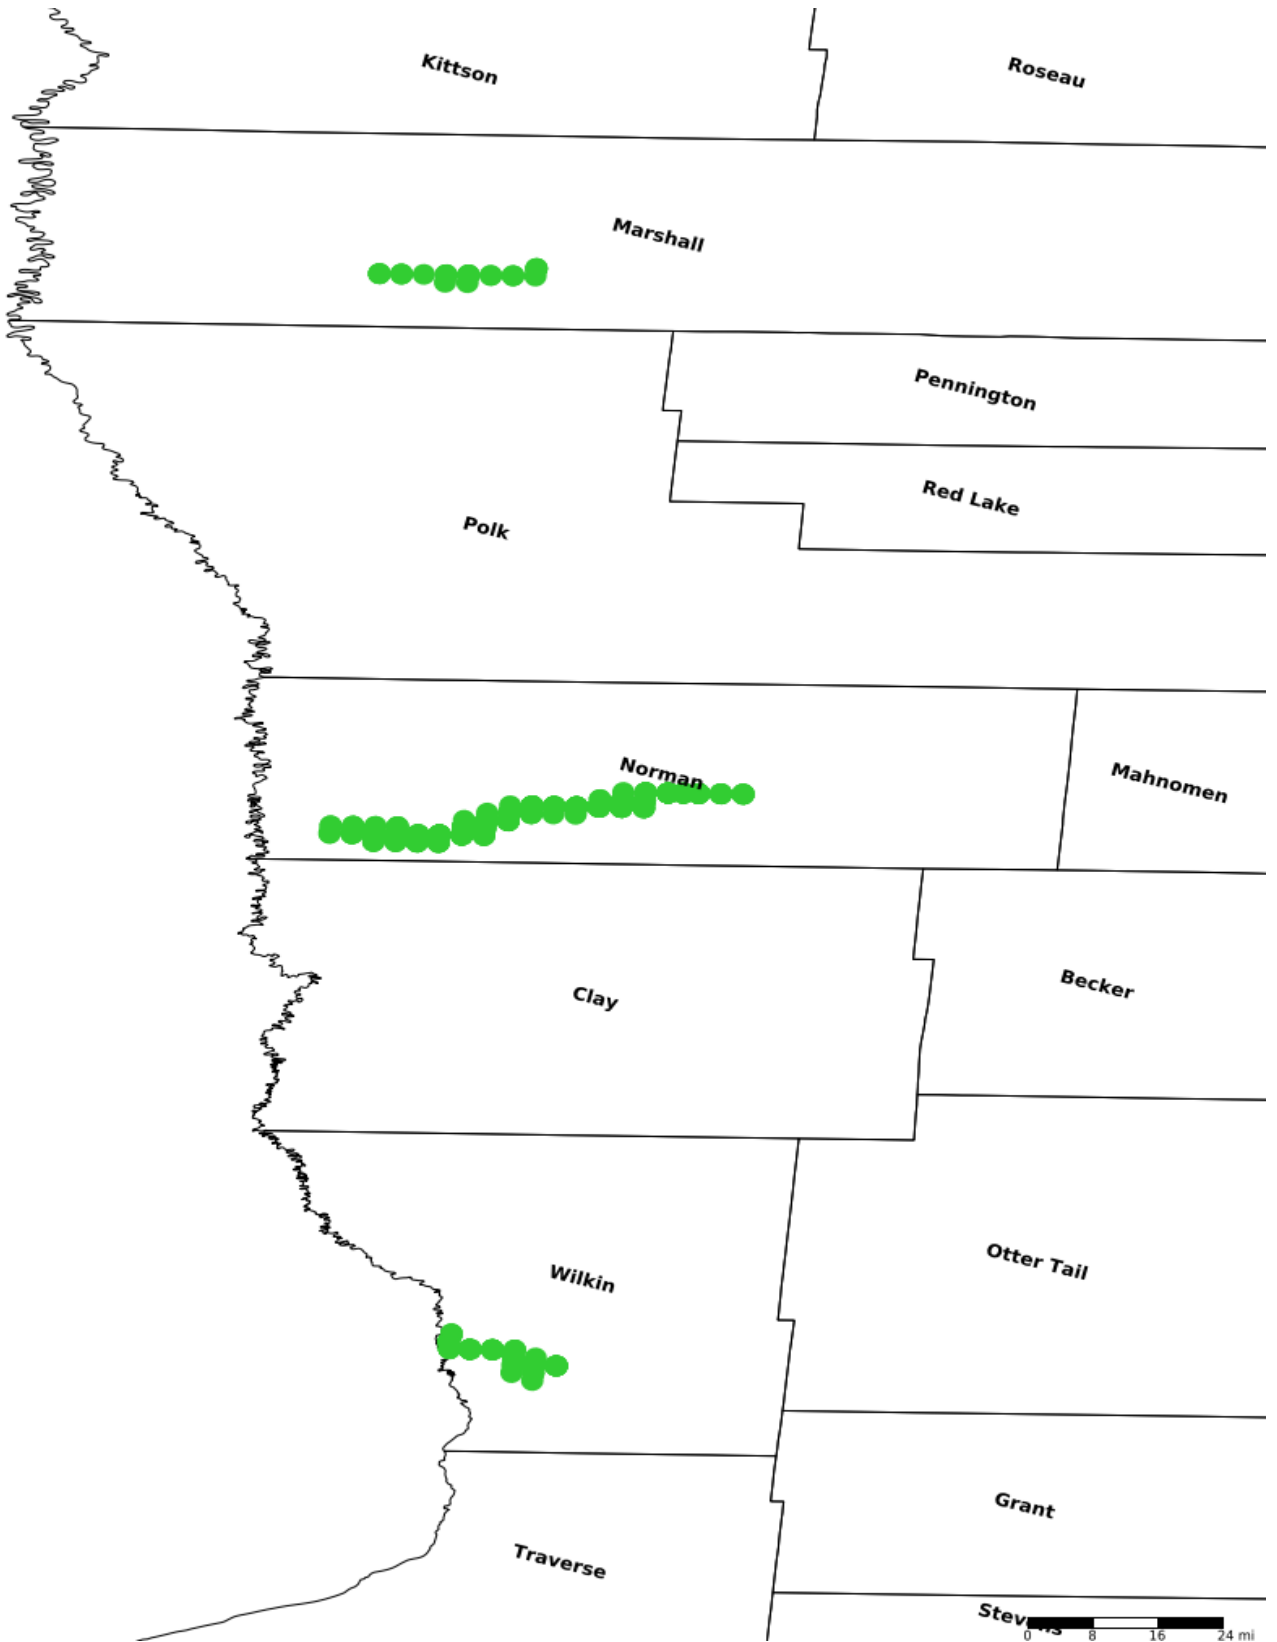 Kittson
Roseau
Marshall
Pennington
Red Lake
Polk
Norman
Mahnomen
Clay
Becker
Wilkin
Otter Tail
Grant
Traverse
0 8 16 24 mi